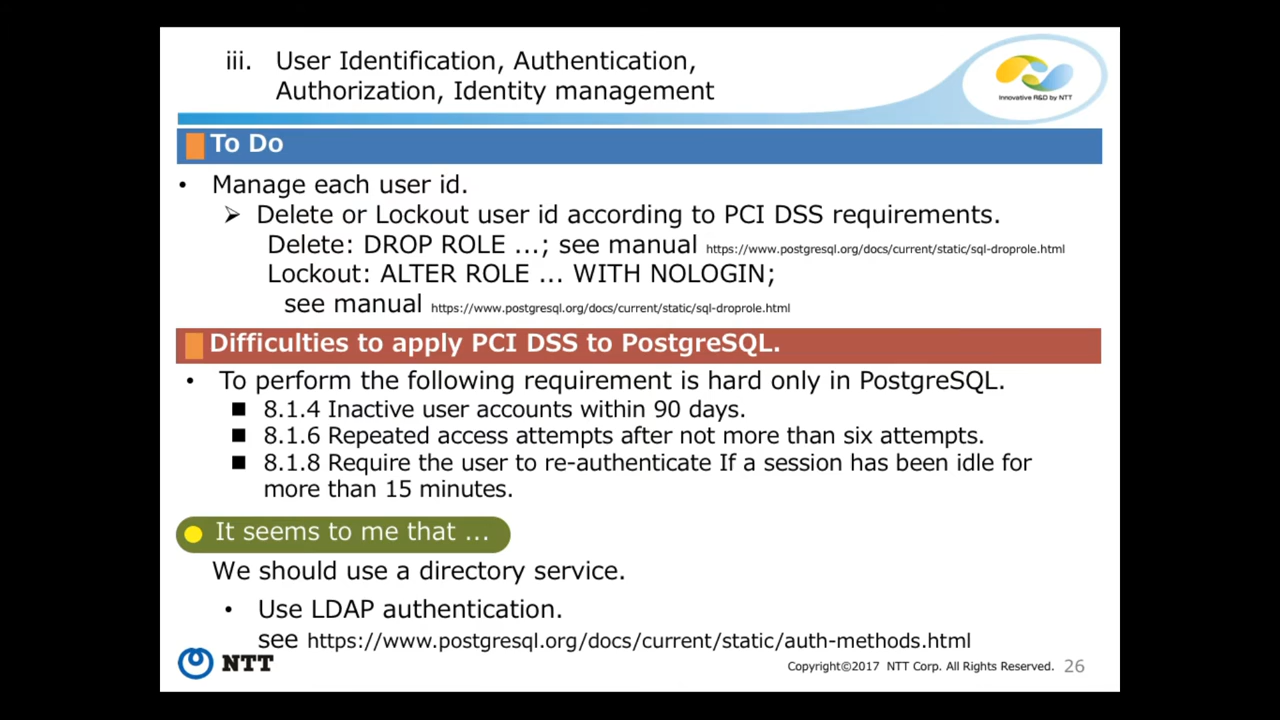 iii. User Identification, Authentication,
Authorization, Identity management
Innovative R&D by NTT
To Do
• Manage each user id.
➢ Delete or Lockout user id according to PCI DSS requirements.
Delete: DROP ROLE ...; see manual https://www.postgresql.org/docs/current/static/sql-droprole.html
Lockout: ALTER ROLE ... WITH NOLOGIN;
see manual https://www.postgresql.org/docs/current/static/sql-droprole.html
Difficulties to apply PCI DSS to PostgreSQL.
• To perform the following requirement is hard only in PostgreSQL.
■ 8.1.4 Inactive user accounts within 90 days.
■ 8.1.6 Repeated access attempts after not more than six attempts.
■ 8.1.8 Require the user to re-authenticate If a session has been idle for
more than 15 minutes.
It seems to me that ...
We should use a directory service.
• Use LDAP authentication.
see https://www.postgresql.org/docs/current/static/auth-methods.html
NTT
Copyright©2017 NTT Corp. All Rights Reserved. 26